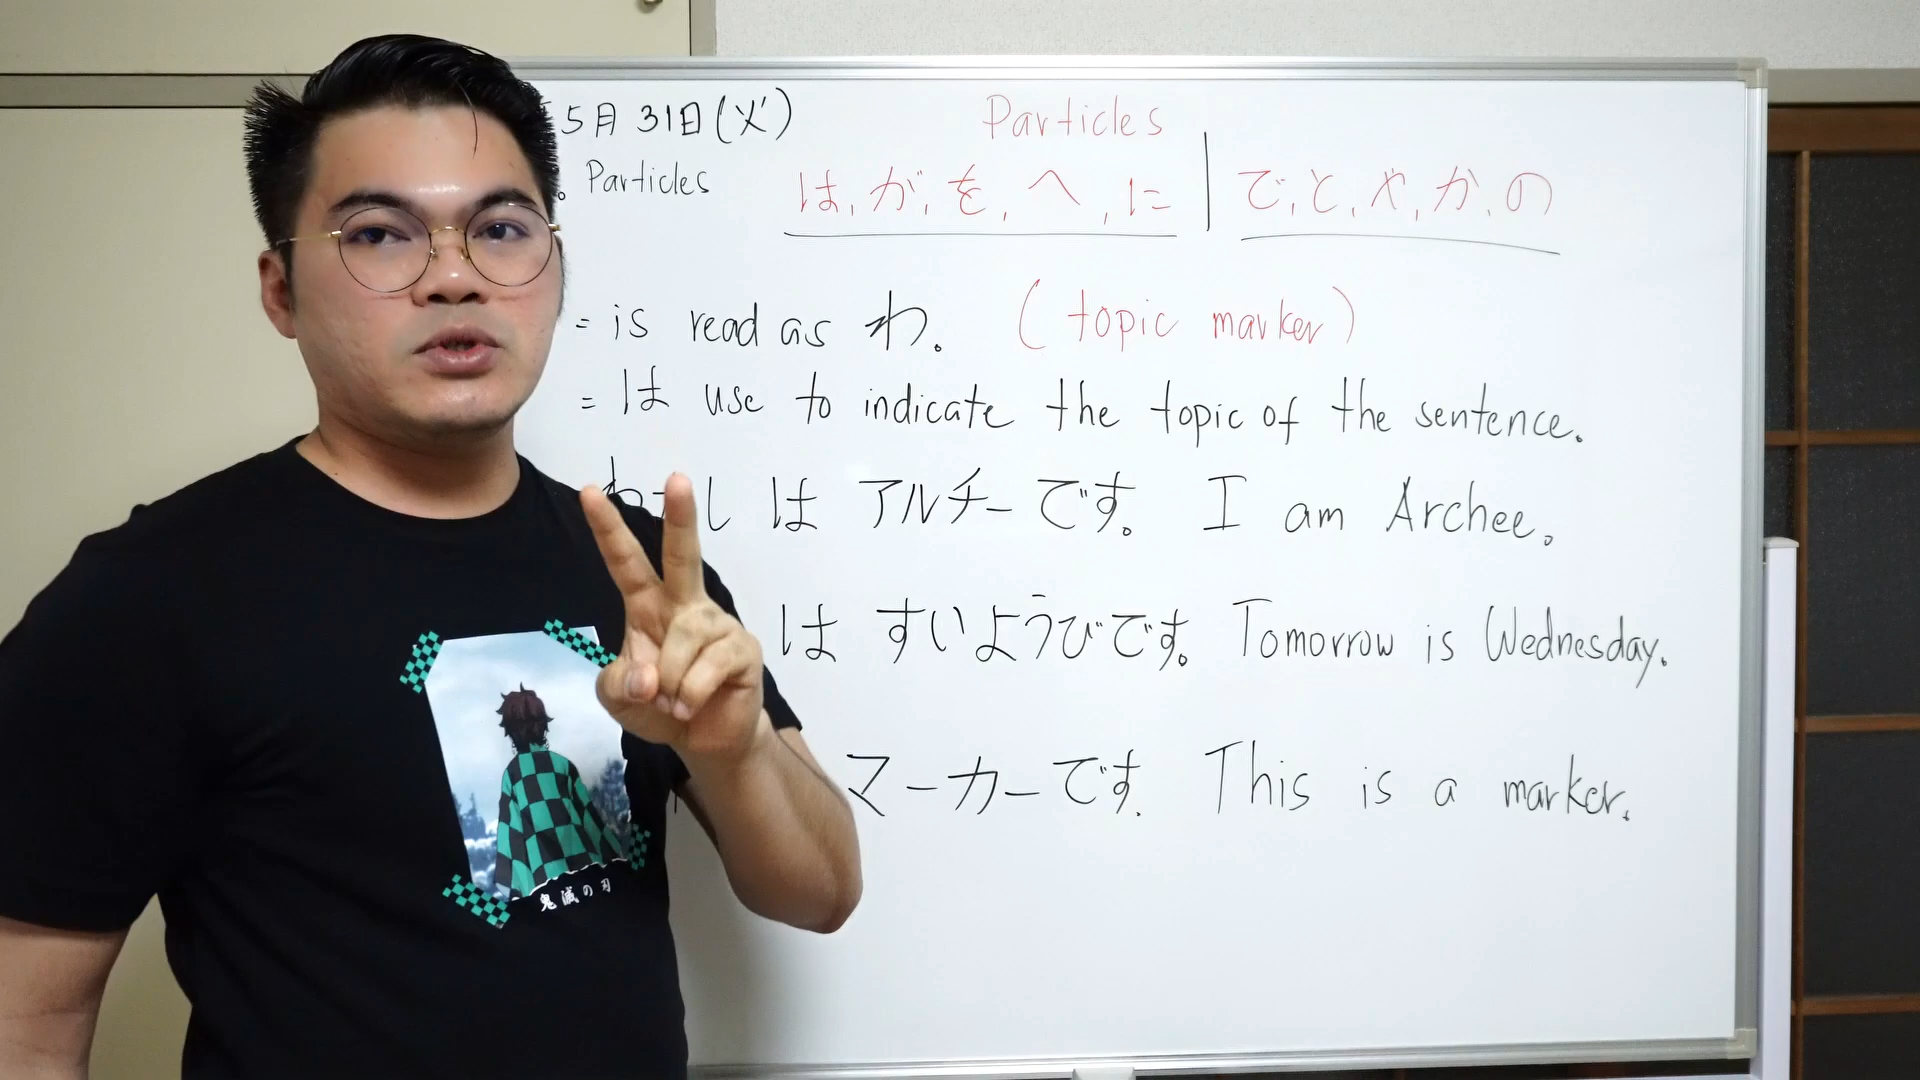 5月31日(火)
Particles
Particles
は, が, を, へ, に | で, と, や, か, の
= is read as わ. (topic marker)
= は use to indicate the topic of the sentence.
わたし は アルチーです。 I am Archee.
は すいようびです。 Tomorrow is Wednesday.
マーカーです. This is a marker.
鬼滅の刃